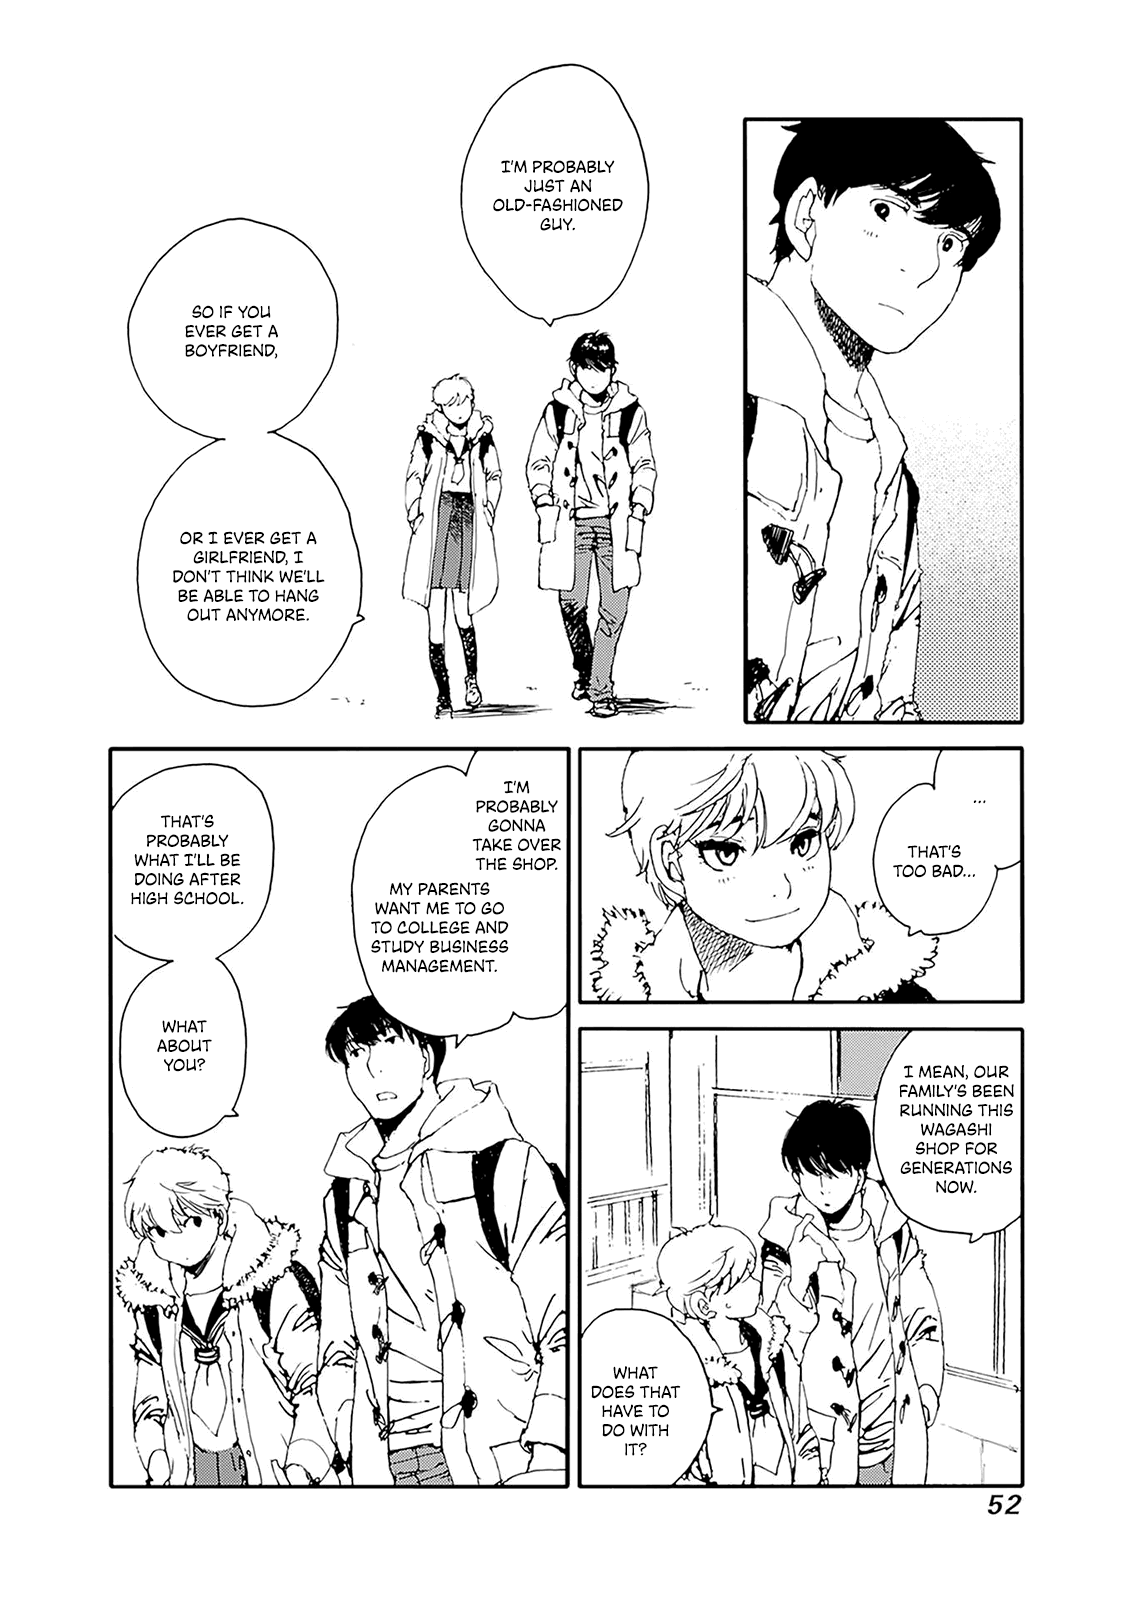 I'M PROBABLY
JUST AN
OLD-FASHIONED
GUY.
SO IF YOU
EVER GET A
BOYFRIEND,
OR I EVER GET A
GIRLFRIEND, I
DON'T THINK WE'LL
BE ABLE TO HANG
OUT ANYMORE.
...
THAT'S
TOO BAD...
I MEAN, OUR
FAMILY'S BEEN
RUNNING THIS
WAGASHI
SHOP FOR
GENERATIONS
NOW.
WHAT
DOES THAT
HAVE TO
DO WITH
IT?
I'M
PROBABLY
GONNA
TAKE OVER
THE SHOP.
MY PARENTS
WANT ME TO GO
TO COLLEGE AND
STUDY BUSINESS
MANAGEMENT.
THAT'S
PROBABLY
WHAT I'LL BE
DOING AFTER
HIGH SCHOOL.
WHAT
ABOUT
YOU?
52